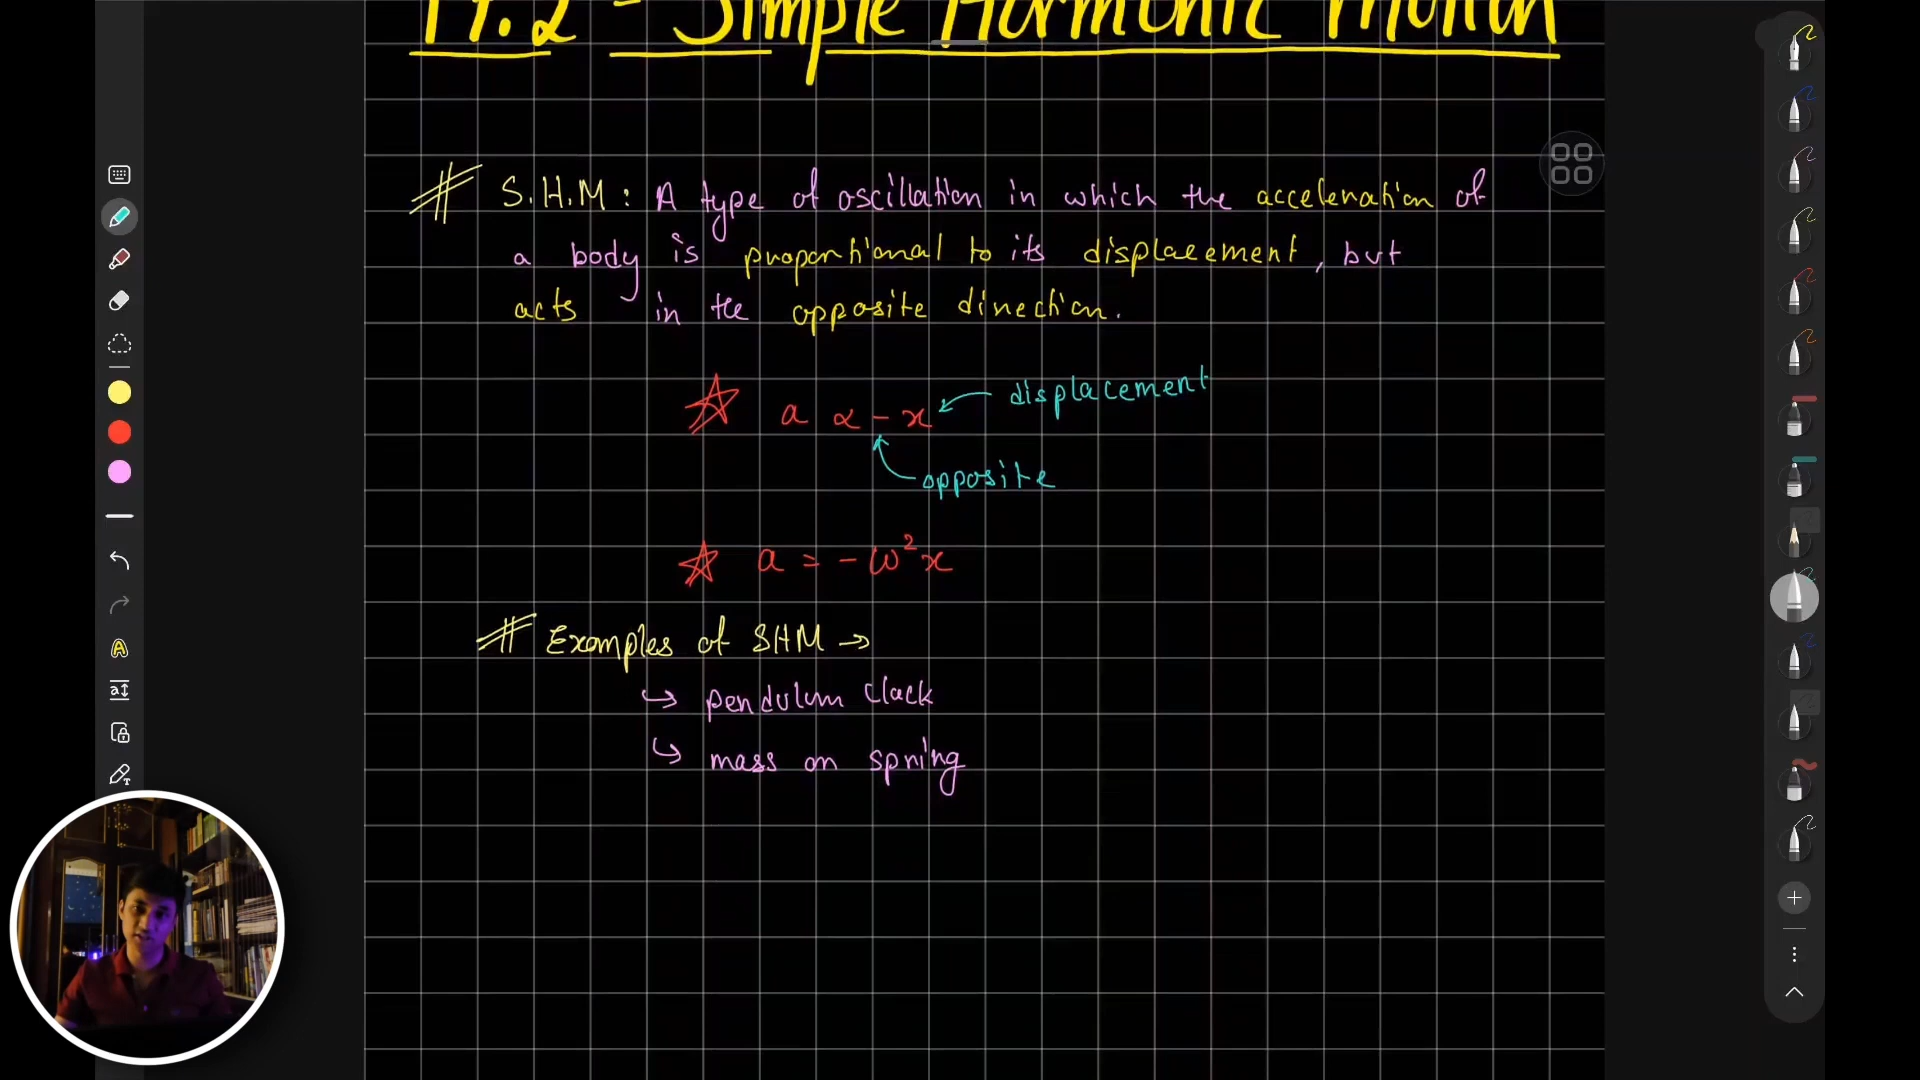 17.2 - Simple Harmonic Motion
# S.H.M : A type of oscillation in which the acceleration of
a body is proportional to its displacement, but
acts in the opposite direction.
a α - x
displacement
opposite
a = - ω²x
# Examples of SHM →
↪ pendulum clock
↪ mass on spring